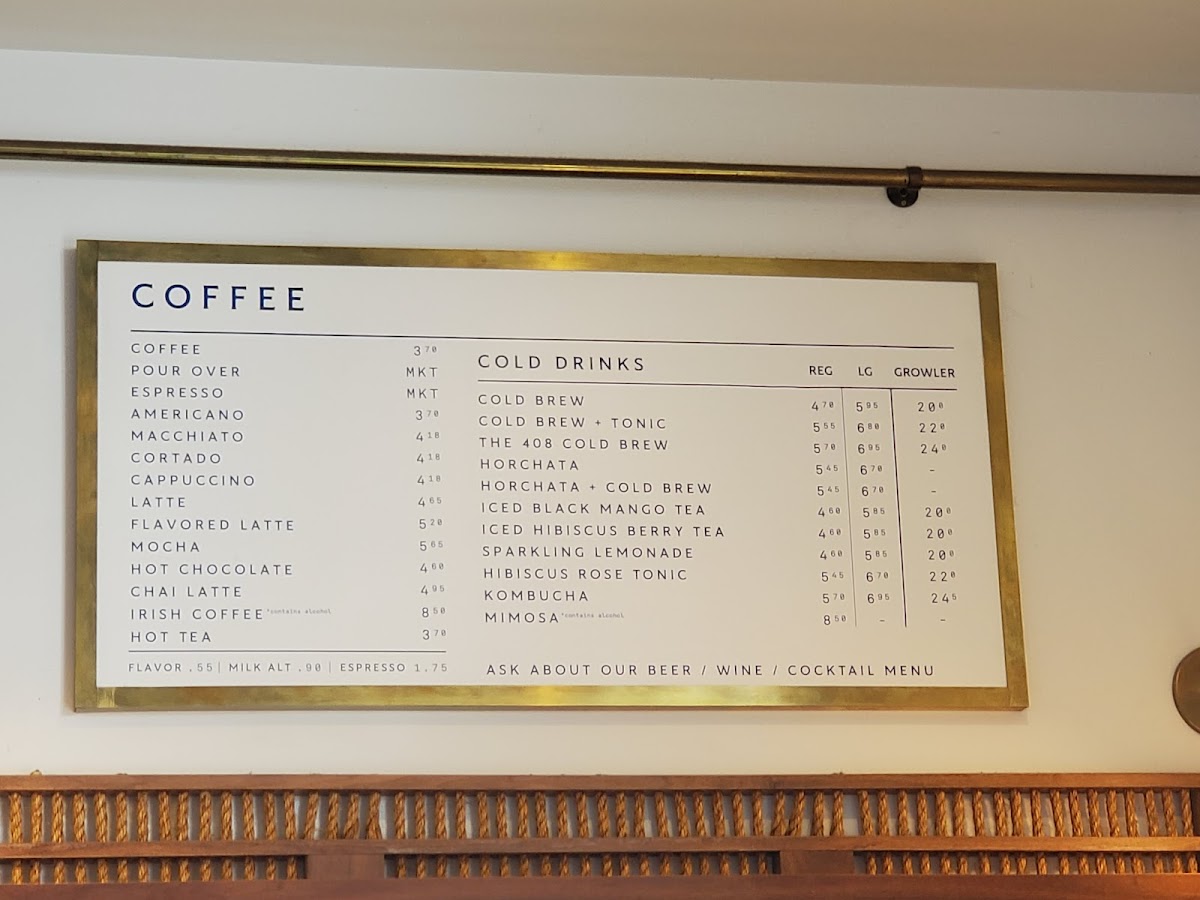 COFFEE
COFFEE 3.70
POUR OVER MKT
ESPRESSO MKT
AMERICANO 3.70
MACCHIATO 4.18
CORTADO 4.18
CAPPUCCINO 4.18
LATTE 4.65
FLAVORED LATTE 5.20
MOCHA 5.65
HOT CHOCOLATE 4.60
CHAI LATTE 4.95
IRISH COFFEE *contains alcohol 8.50
HOT TEA 3.70
FLAVOR .55 | MILK ALT .90 | ESPRESSO 1.75
COLD DRINKS REG LG GROWLER
COLD BREW 4 70 5 95 20 0
COLD BREW + TONIC 5 55 6 80 22 0
THE 408 COLD BREW 5 70 6 95 24 0
HORCHATA 5 45 6 70 -
HORCHATA + COLD BREW 5 45 6 70 -
ICED BLACK MANGO TEA 4 60 5 85 20 0
ICED HIBISCUS BERRY TEA 4 60 5 85 20 0
SPARKLING LEMONADE 4 60 5 85 20 0
HIBISCUS ROSE TONIC 5 45 6 70 22 0
KOMBUCHA 5 70 6 95 24 5
MIMOSA *contains alcohol 8 50 - -
ASK ABOUT OUR BEER / WINE / COCKTAIL MENU